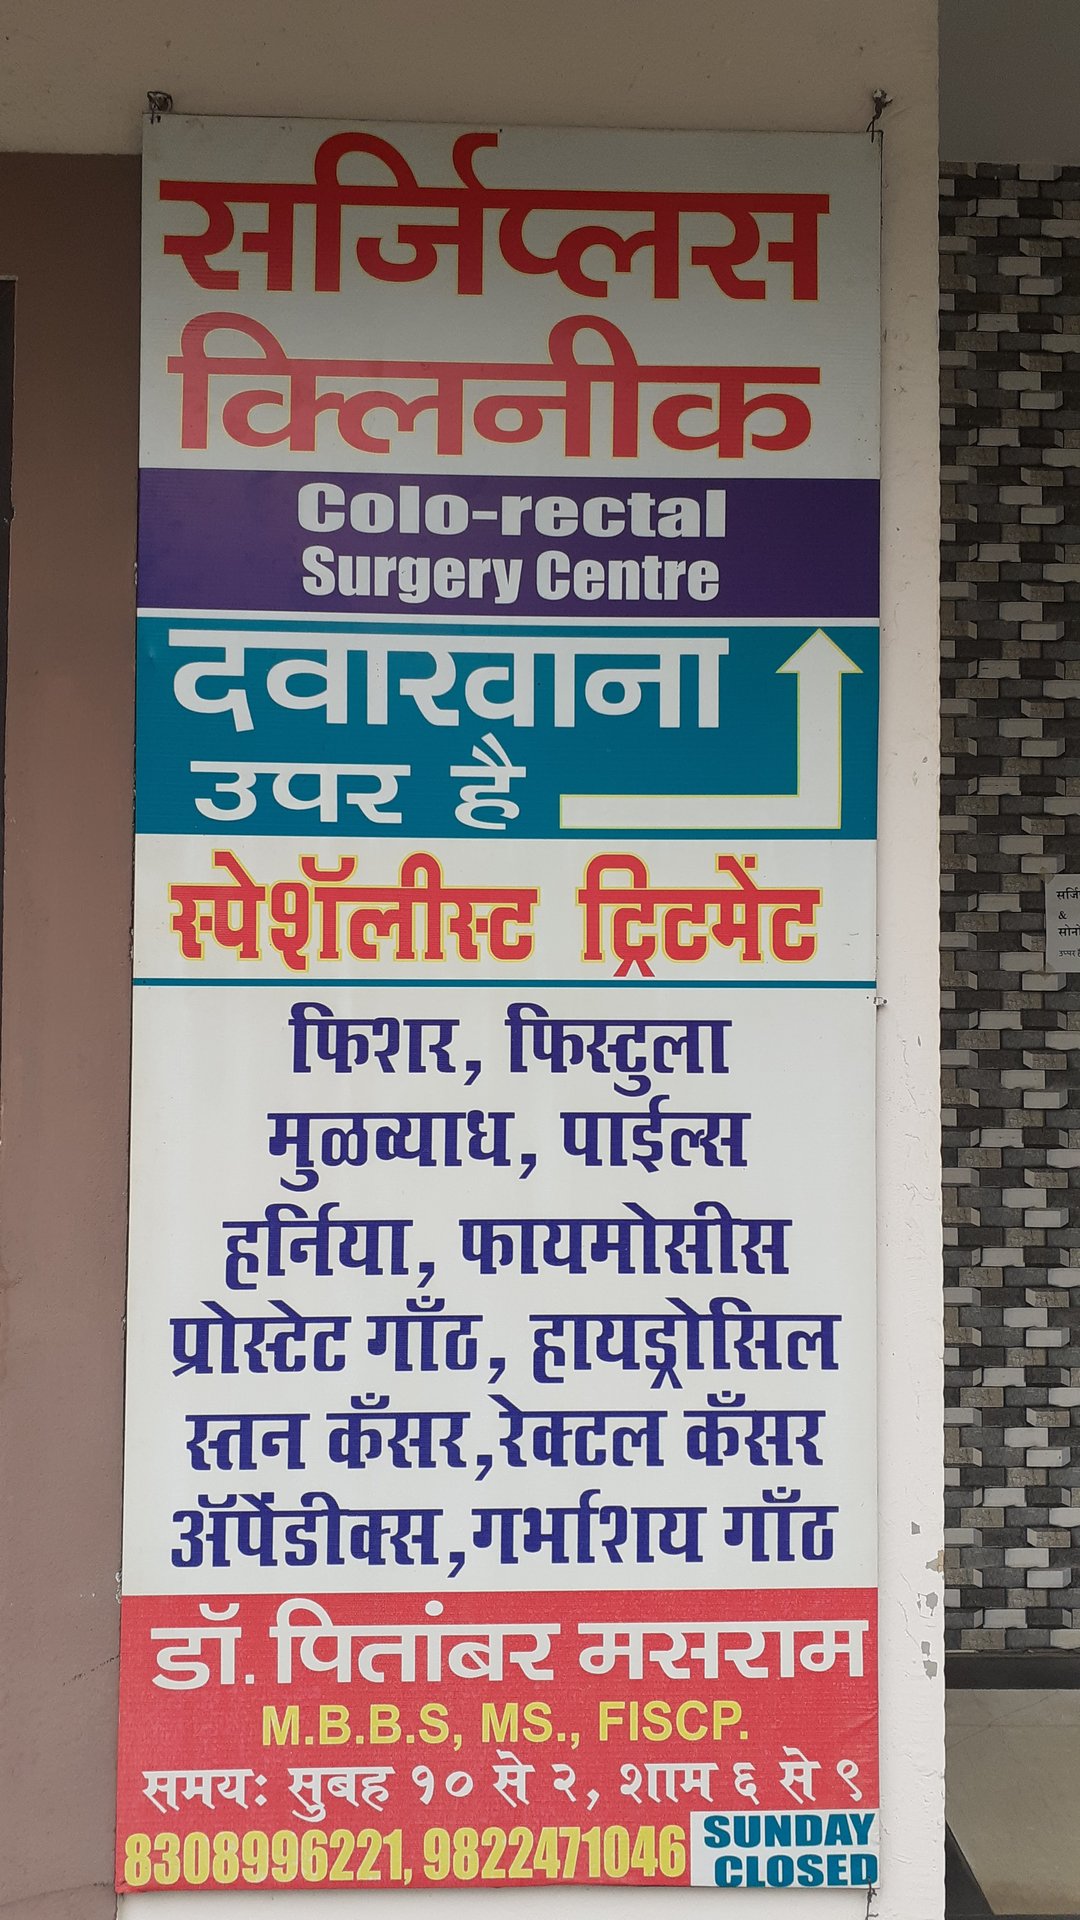 सर्जिप्लस
क्लिनीक
Colo-rectal
Surgery Centre
दवाखाना
उपर है
स्पेशॅलीस्ट ट्रिटमेंट
फिशर, फिस्टुला
मुळव्याध, पाईल्स
हर्निया, फायमोसीस
प्रोस्टेट गाँठ, हायड्रोसिल
स्तन कँसर,रेक्टल कँसर
ॲपेंडीक्स,गर्भाशय गाँठ
डॉ. पितांबर मसराम
M.B.B.S, MS., FISCP.
समयः सुबह १० से २, शाम ६ से ९
8308996221, 9822471046
SUNDAY
CLOSED
&